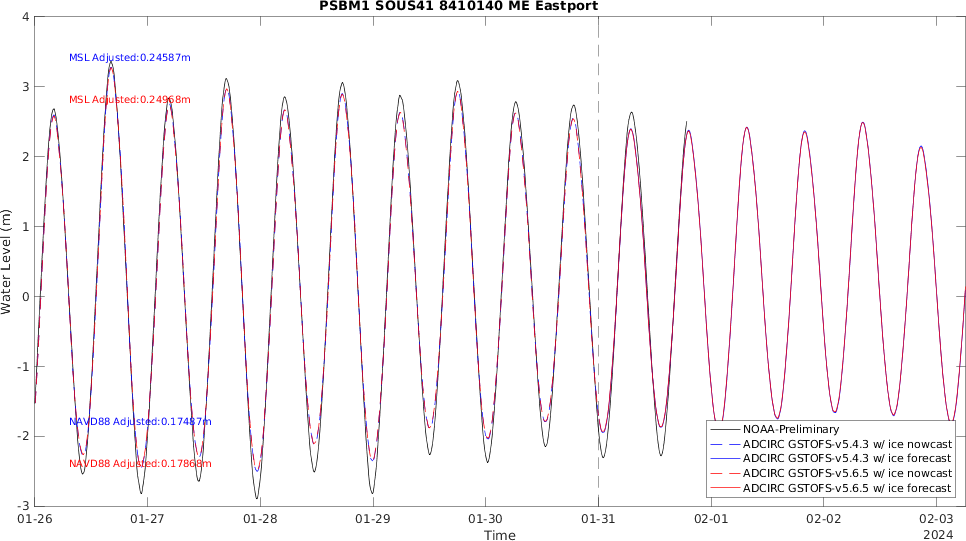 PSBM1 SOUS41 8410140 ME Eastport
4
MSL Adjusted:0.24587m
3
MSL Adjusted:0.24968m
2
1
0
-1
-2
-3
Water Level (m)
NAVD88 Adjusted:0.17487m
NAVD88 Adjusted:0.17868m
NOAA-Preliminary
ADCIRC GSTOFS-v5.4.3 w/ ice nowcast
ADCIRC GSTOFS-v5.4.3 w/ ice forecast
ADCIRC GSTOFS-v5.6.5 w/ ice nowcast
ADCIRC GSTOFS-v5.6.5 w/ ice forecast
01-26 01-27 01-28 01-29 01-30 01-31 02-01 02-02 02-03
Time
2024